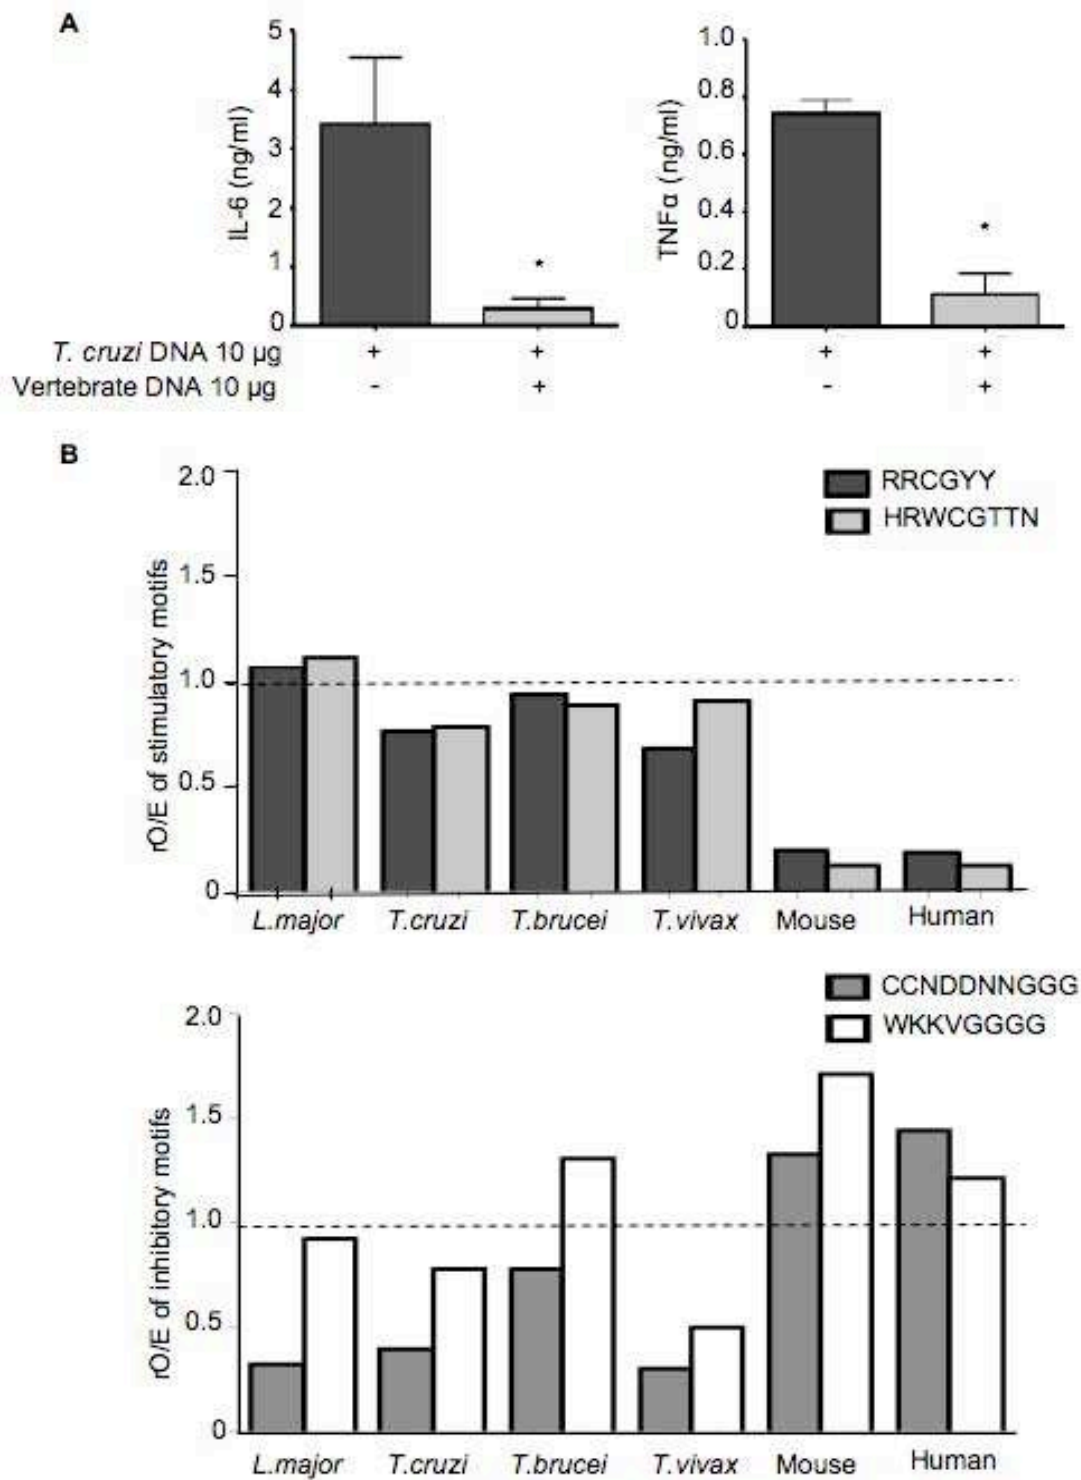 A
5
4
3
2
1
0
IL-6 (ng/ml)
*
1.0
0.8
0.6
0.4
0.2
0
TNFα (ng/ml)
*
T. cruzi DNA 10 µg + + + +
Vertebrate DNA 10 µg - + - +
B
2.0
1.5
1.0
0.5
0
rO/E of stimulatory motifs
RRCGYY
HRWCGTTN
L.major T.cruzi T.brucei T.vivax Mouse Human
2.0
1.5
1.0
0.5
0
rO/E of inhibitory motifs
CCNDDNNGGG
WKKVGGGG
L.major T.cruzi T.brucei T.vivax Mouse Human